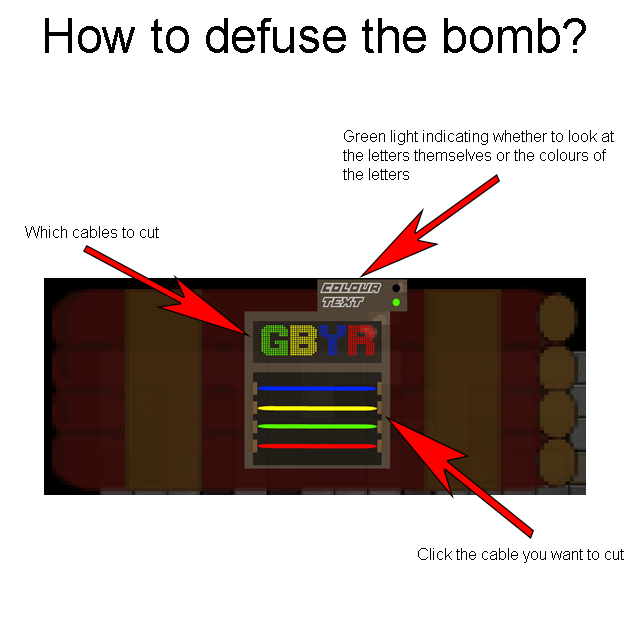 How to defuse the bomb?
Green light indicating whether to look at
the letters themselves or the colours of
the letters
Which cables to cut
COLOUR
TEXT
GBYR
Click the cable you want to cut